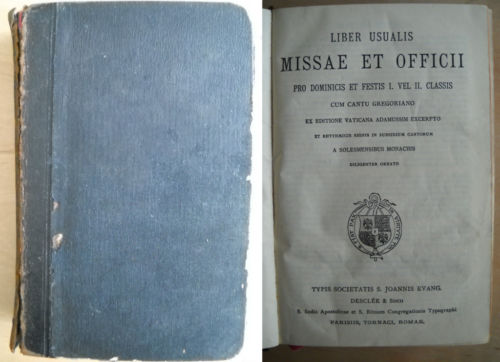 LIBER USUALIS
MISSAE ET OFFICII
PRO DOMINICIS ET FESTIS I. VEL II. CLASSIS
CUM CANTU GREGORIANO
EX EDITIONE VATICANA ADAMUSSIM EXCERPTO
ET RHYTHMICIS SIGNIS IN SUBSIDIUM CANTORUM
A SOLESMENSIBUS MONACHIS
DILIGENTER ORNATO
TYPIS SOCIETATIS S. JOANNIS EVANG.
DESCLÉE & SOCII
S. Sedis Apostolicae et S. Rituum Congregationis Typographi
PARISIIS, TORNACI, ROMAE.